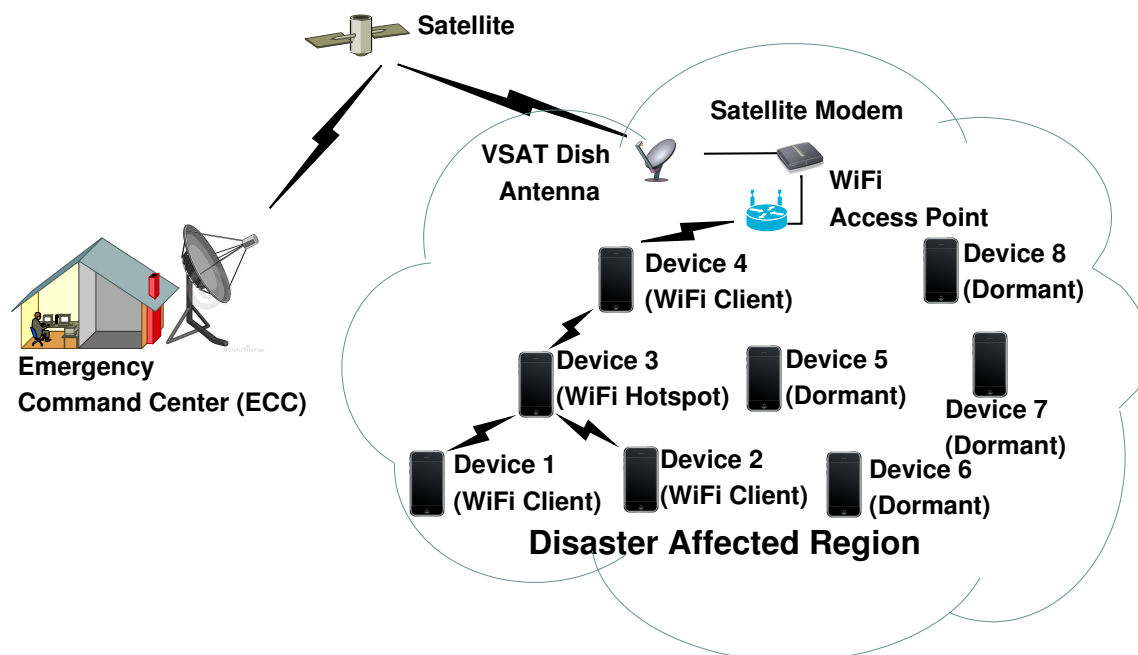 Satellite
Satellite Modem
VSAT Dish
Antenna
WiFi
Access Point
Device 4
(WiFi Client)
Device 8
(Dormant)
Emergency
Command Center (ECC)
Device 3
(WiFi Hotspot)
Device 5
(Dormant)
Device 7
(Dormant)
Device 1
(WiFi Client)
Device 2
(WiFi Client)
Device 6
(Dormant)
Disaster Affected Region